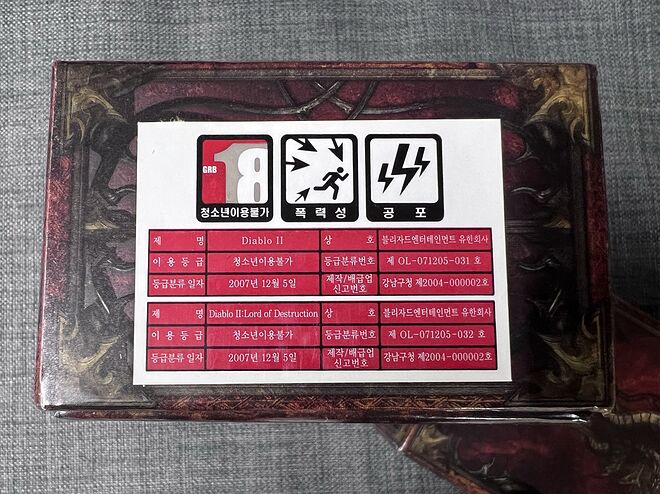 GRB 18
청소년이용불가 폭력성 공포
제 명 Diablo II 상 호 블리자드엔터테인먼트 유한회사
이 용 등 급 청소년이용불가 등급분류번호 제 OL-071205-031 호
등급분류 일자 2007년 12월 5일 제작/배급업 신고번호 강남구청 제2004-000002호
제 명 Diablo II:Lord of Destruction 상 호 블리자드엔터테인먼트 유한회사
이 용 등 급 청소년이용불가 등급분류번호 제 OL-071205-032 호
등급분류 일자 2007년 12월 5일 제작/배급업 신고번호 강남구청 제2004-000002호